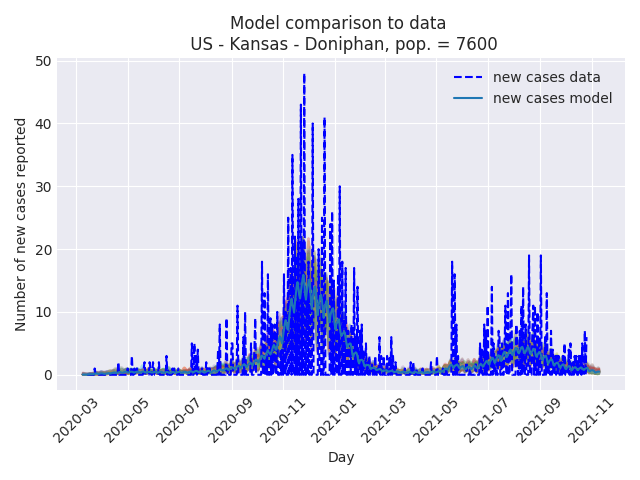 Model comparison to data
US - Kansas - Doniphan, pop. = 7600
new cases data
new cases model
Number of new cases reported
50
40
30
20
10
0
2020-03
2020-05
2020-07
2020-09
2020-11
2021-01
2021-03
2021-05
2021-07
2021-09
2021-11
Day